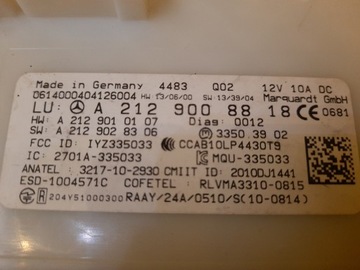 Made in Germany 4483 Q02 12V 10A DC
0614000404126004 HW 13/06/00 SW 13/39/04 Marquardt GmbH
LU: A 212 900 88 18 0681
HW: A 212 901 01 07 Diag: 0012
SW: A 212 902 83 06 3350.3902
FCC ID: IYZ335033 CCAB10LP4430T9
IC: 2701A-335033 MQU-335033
ANATEL: 3217-10-2930 CMIIT ID: 2010DJ1441
ESD-1004571C COFETEL: RLVMA3310-0815
R 204Y51000300 RAAY/24A/0510/S(10-0814)